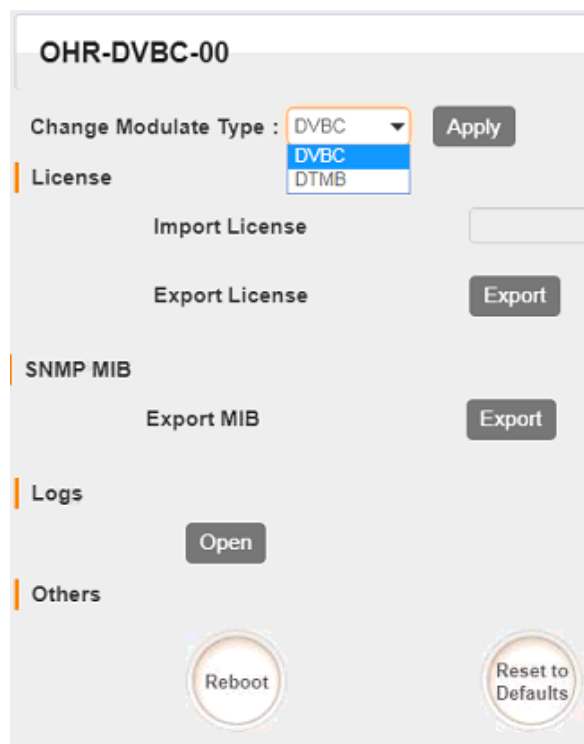 OHR-DVBC-00
Change Modulate Type : DVBC Apply
DVBC
DTMB
License
Import License
Export License Export
SNMP MIB
Export MIB Export
Logs
Open
Others
Reboot
Reset to
Defaults